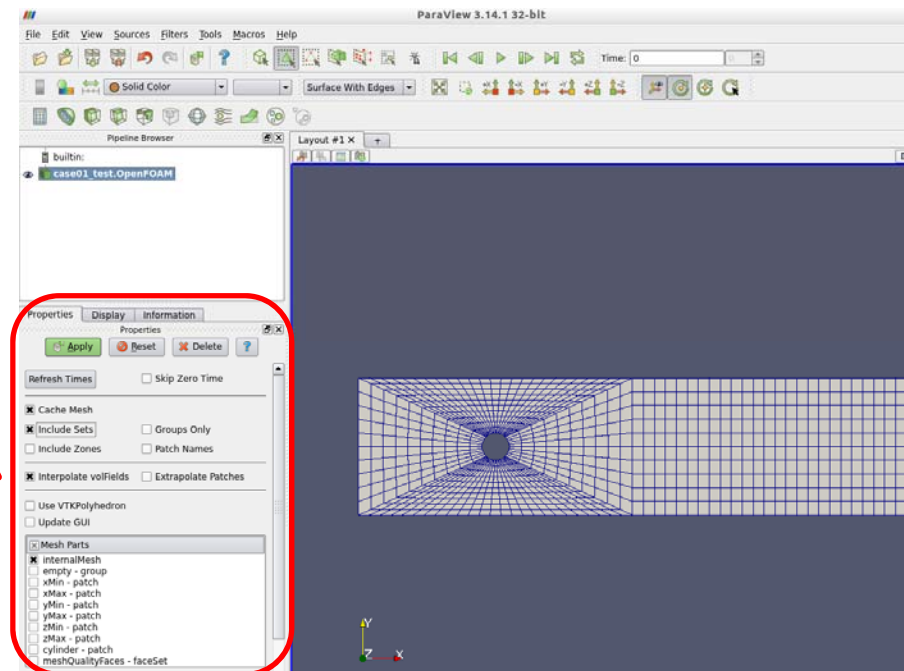 ParaView 3.14.1 32-bit
File Edit View Sources Filters Tools Macros Help
Time: 0
Solid Color Surface With Edges
Pipeline Browser
Layout #1 X +
builtin:
case01_test.OpenFOAM
Properties Display Information
Properties
Apply Reset Delete ?
Refresh Times Skip Zero Time
Cache Mesh
Include Sets Groups Only
Include Zones Patch Names
Interpolate volFields Extrapolate Patches
Use VTKPolyhedron
Update GUI
Mesh Parts
internalMesh
empty - group
xMin - patch
xMax - patch
yMin - patch
yMax - patch
zMin - patch
zMax - patch
cylinder - patch
meshQualityFaces - faceSet
Y
Z X